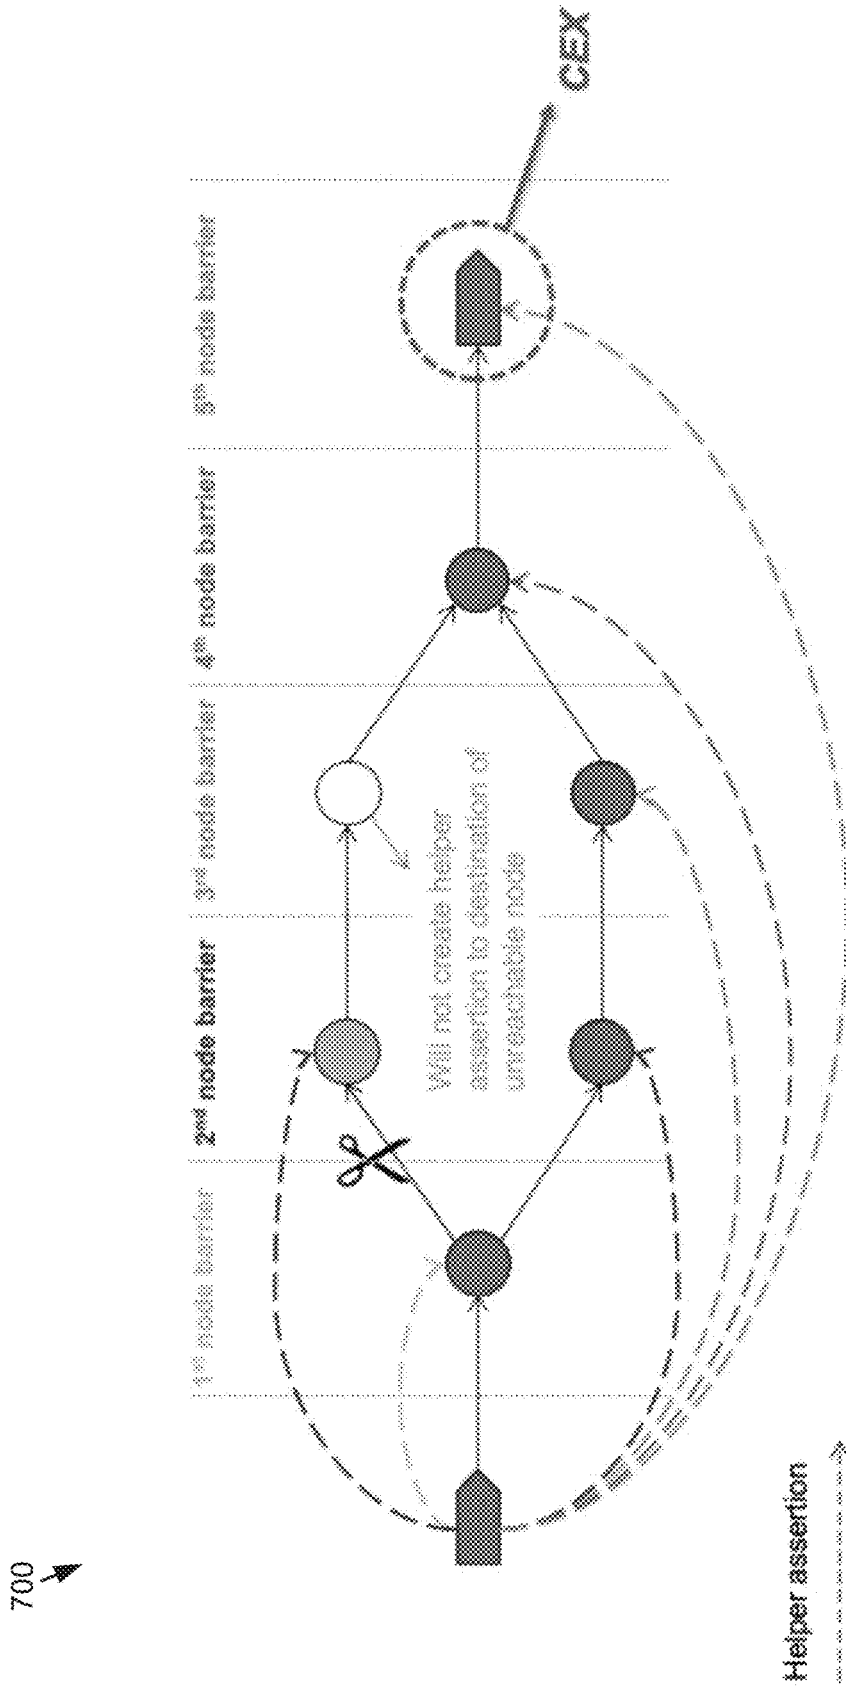 700
1st node barrier
2nd node barrier
3rd node barrier
4th node barrier
5th node barrier
Will not create helper
assertion to destination of
unreachable node
CEX
Helper assertion